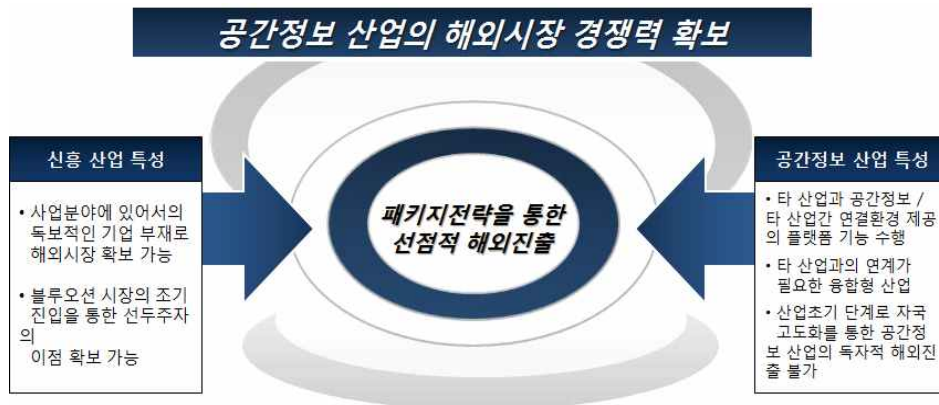 공간정보 산업의 해외시장 경쟁력 확보
신흥 산업 특성
• 사업분야에 있어서의
독보적인 기업 부재로
해외시장 확보 가능
• 블루오션 시장의 조기
진입을 통한 선두주자
의
이점 확보 가능
패키지전략을 통한
선점적 해외진출
공간정보 산업 특성
• 타 산업과 공간정보 /
타 산업간 연결환경 제공
의 플랫폼 기능 수행
• 타 산업과의 연계가
필요한 융합형 산업
• 산업초기 단계로 자국
고도화를 통한 공간정
보 산업의 독자적 해외진
출 불가